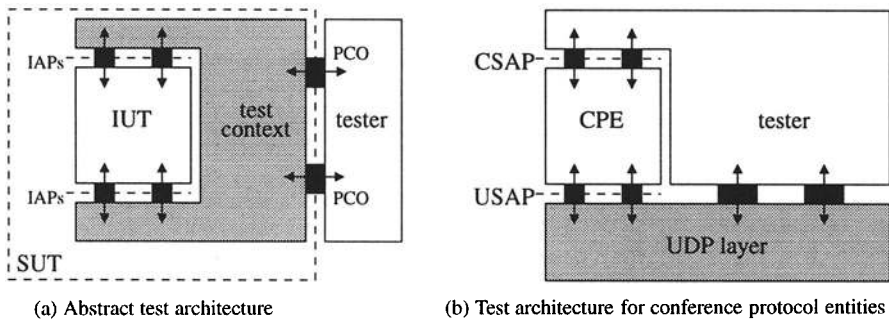 IAPs
IUT
test
context
PCO
tester
IAPs
PCO
SUT
(a) Abstract test architecture
CSAP
CPE
tester
USAP
UDP layer
(b) Test architecture for conference protocol entities